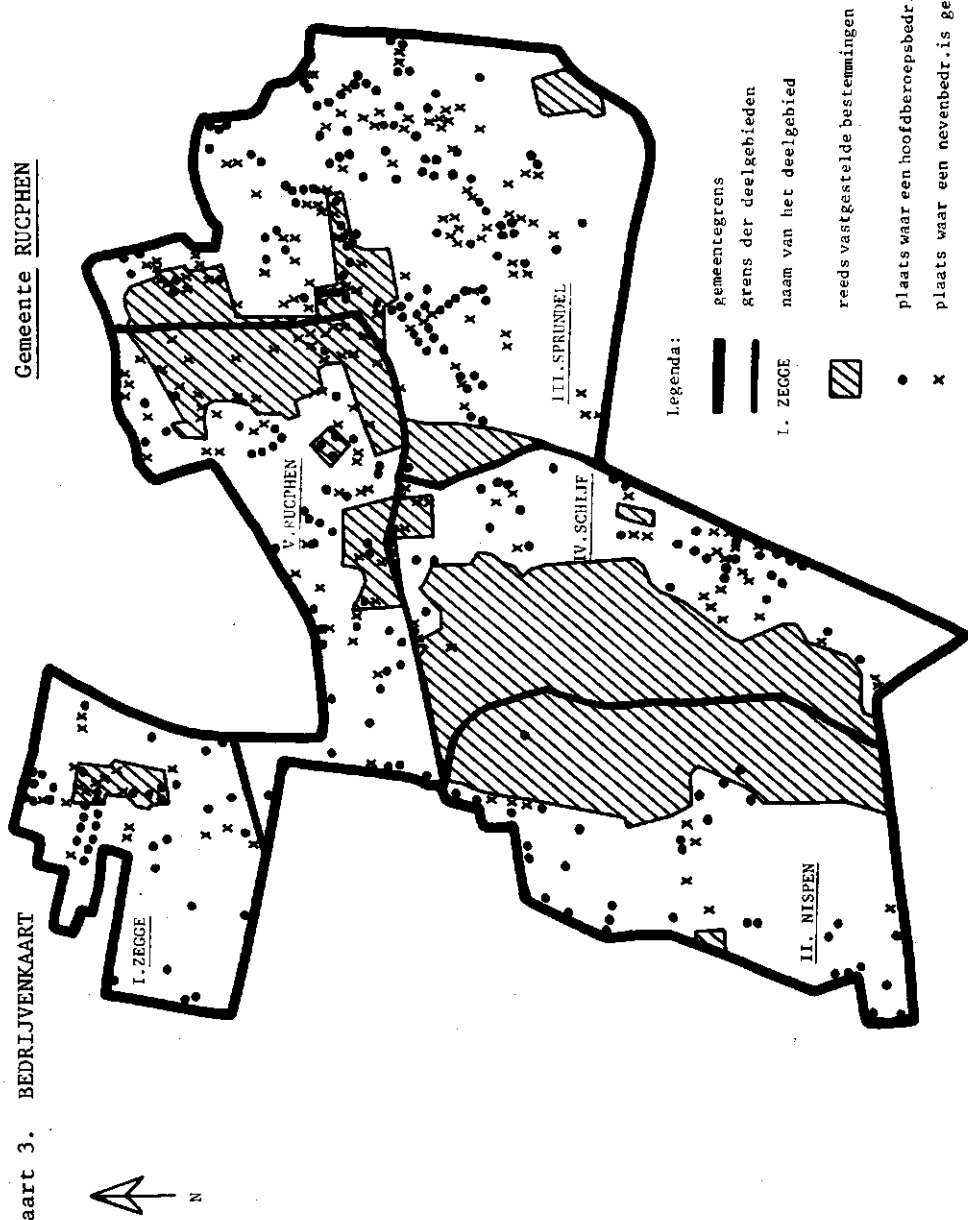 aart 3. BEDRIJVENKAART
Gemeente RUCPHEN
N
I.ZEGGE
V.RUCPHEN
III.SPRUNDEL
IV.SCHIJF
II. NISPEN
Legenda:
gemeentegrens
grens der deelgebieden
I. ZEGGE naam van het deelgebied
reeds vastgestelde bestemmingen
plaats waar een hoofdberoepsbedr.
x plaats waar een nevenbedr.is ge